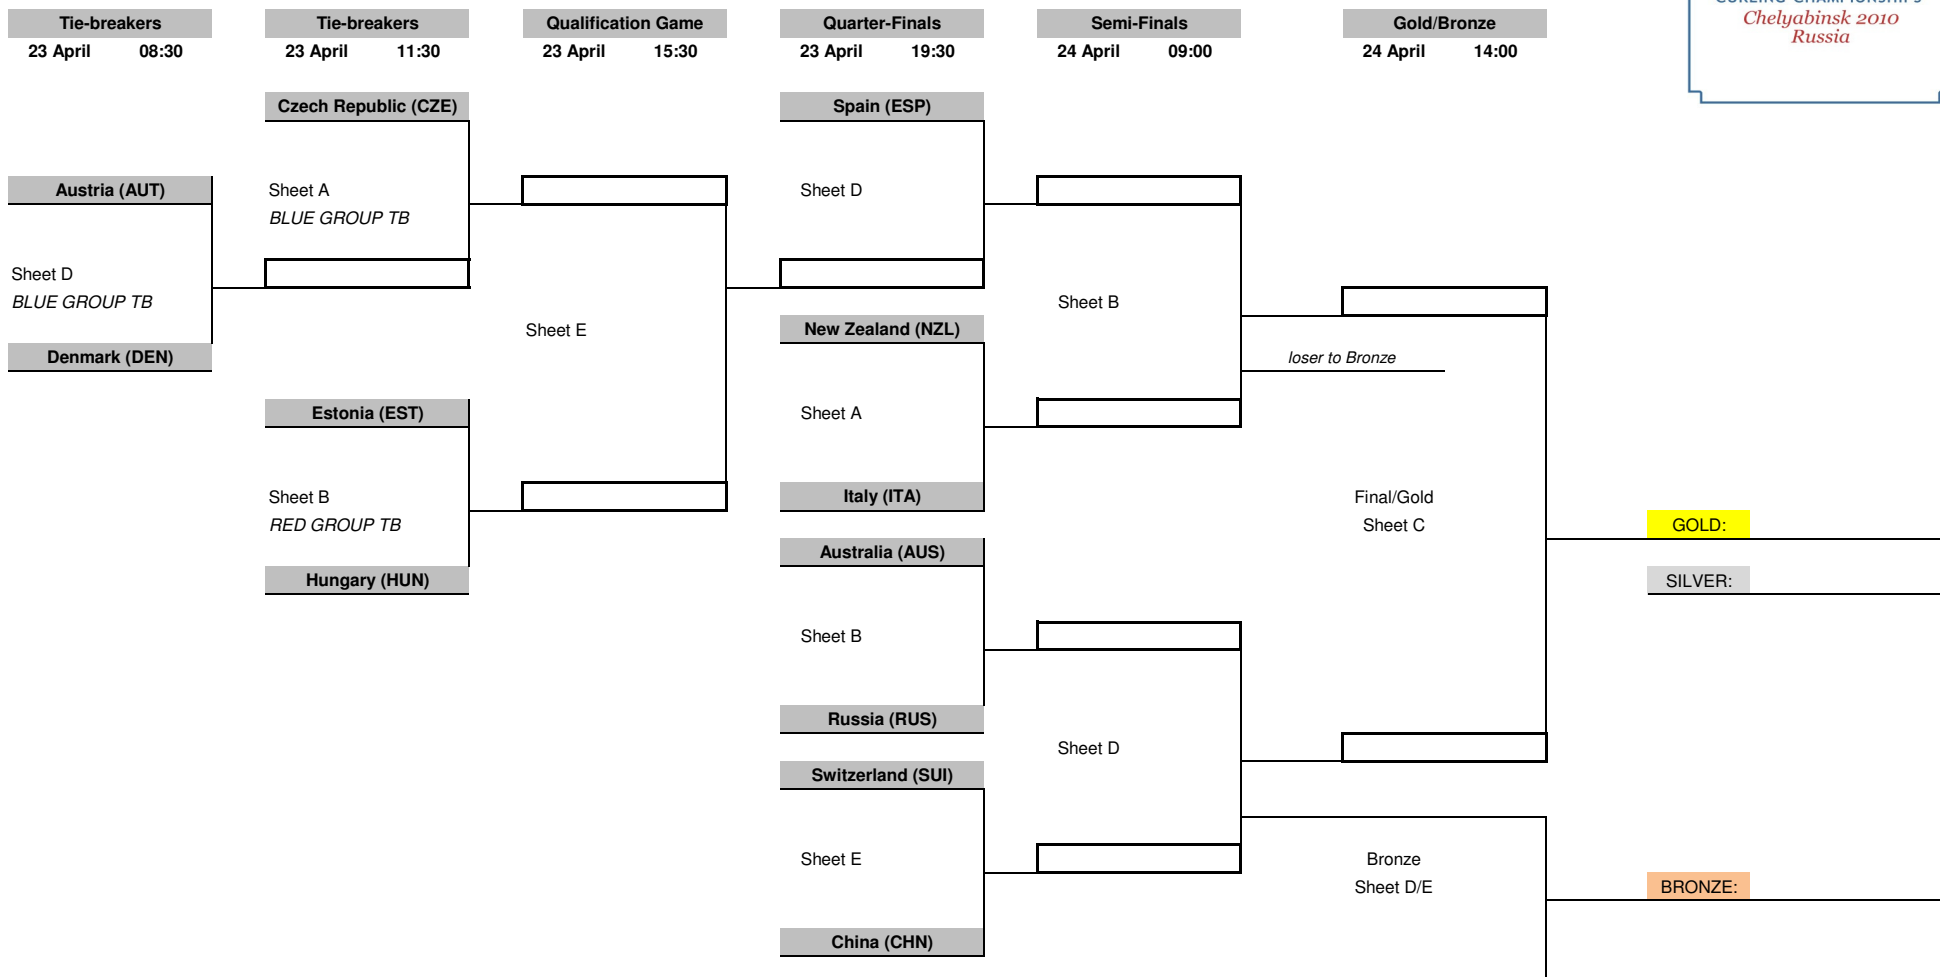 Tie-breakers
23 April 08:30
Tie-breakers
23 April 11:30
Qualification Game
23 April 15:30
Quarter-Finals
23 April 19:30
Semi-Finals
24 April 09:00
Gold/Bronze
24 April 14:00
CURLING CHAMPIONSHIPS
Chelyabinsk 2010
Russia
Austria (AUT)
Sheet D
BLUE GROUP TB
Denmark (DEN)
Czech Republic (CZE)
Sheet A
BLUE GROUP TB
Estonia (EST)
Sheet B
RED GROUP TB
Hungary (HUN)
Sheet E
Spain (ESP)
Sheet D
New Zealand (NZL)
Sheet A
Italy (ITA)
Australia (AUS)
Sheet B
Russia (RUS)
Switzerland (SUI)
Sheet E
China (CHN)
Sheet B
loser to Bronze
Sheet D
Final/Gold
Sheet C
Bronze
Sheet D/E
GOLD:
SILVER:
BRONZE: